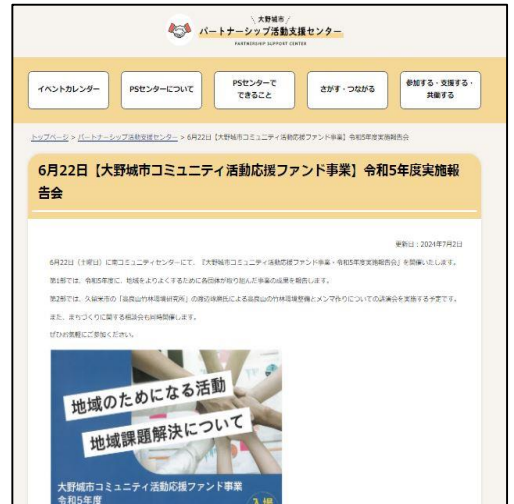 大野城市
パートナーシップ活動支援センター
PARTNERSHIP SUPPORT CENTER
イベントカレンダー
PSセンターについて
PSセンターで
できること
さがす・つながる
参加する・支援する・
共働する
トップページ > パートナーシップ活動支援センター > 6月22日【大野城市コミュニティ活動応援ファンド事業】令和5年度実施報告会
6月22日【大野城市コミュニティ活動応援ファンド事業】令和5年度実施報
告会
更新日：2024年7月2日
6月22日（土曜日）に南コミュニティセンターにて、『大野城市コミュニティ活動応援ファンド事業・令和5年度実施報告会』を開催いたします。
第1部では、令和5年度に、地域をよりよくするために各団体が取り組んだ事業の成果を報告します。
第2部では、久留米市の「高良山竹林環境研究所」の渡辺琢磨氏による高良山の竹林環境整備とメンマ作りについての講演会を実施する予定です。
また、まちづくりに関する相談会も同時開催します。
ぜひお気軽にご参加ください。
地域のためになる活動
地域課題解決について
大野城市コミュニティ活動応援ファンド事業
令和5年度
入場